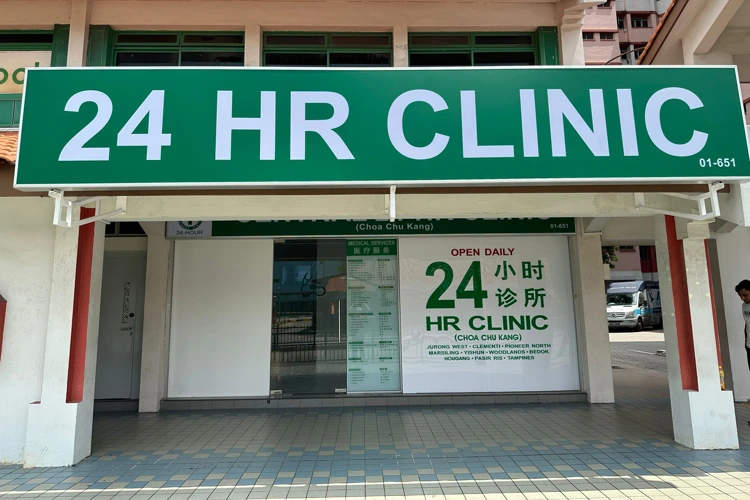 24 HR CLINIC
01-651
(Choa Chu Kang)
01-651
24-HOUR
MEDICAL SERVICES
医疗服务
OPEN DAILY
24小时
诊所
HR CLINIC
(CHOA CHU KANG)
JURONG WEST • CLEMENTI • PIONEER NORTH
MARSILING • YISHUN • WOODLANDS • BEDOK
HOUGANG • PASIR RIS • TAMPINES